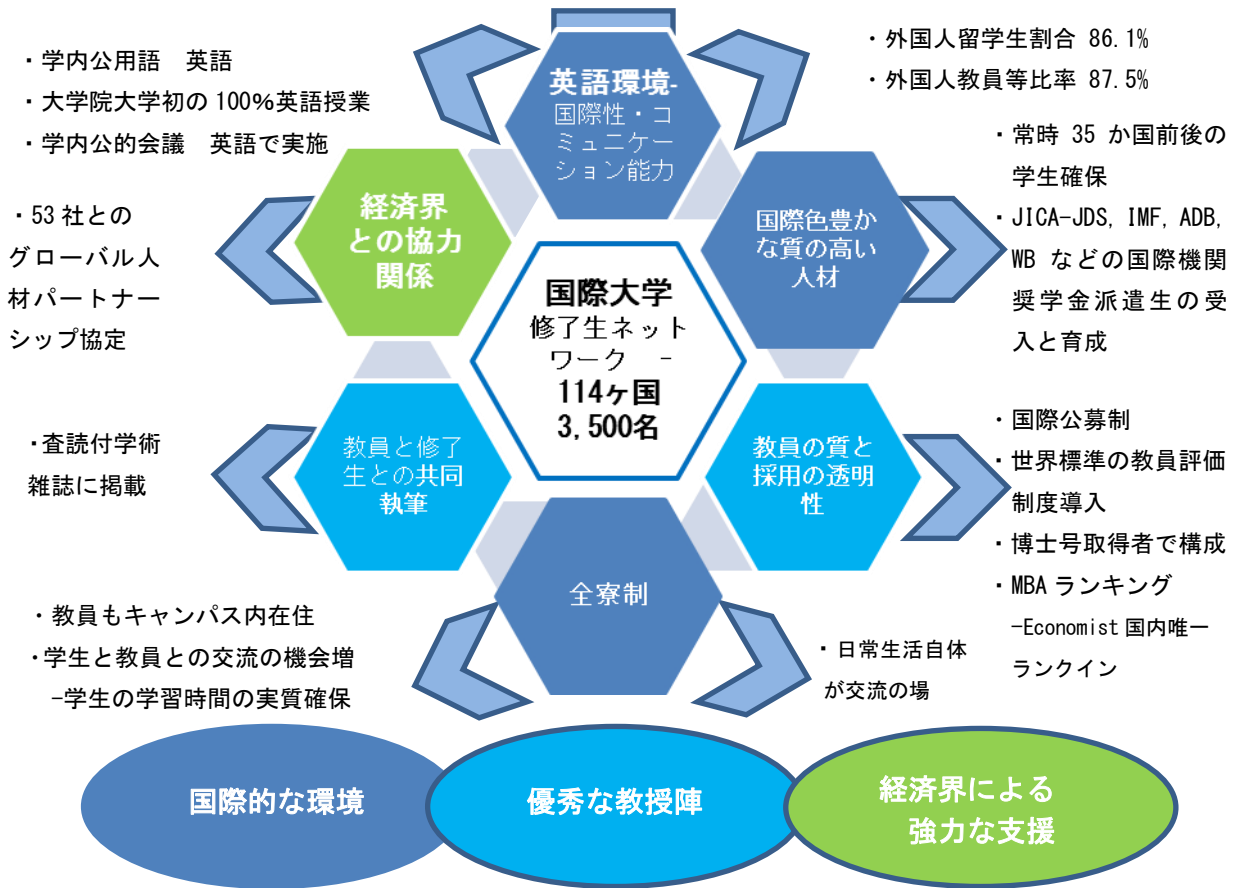 ・学内公用語　英語
・大学院大学初の 100%英語授業
・学内公的会議　英語で実施
英語環境-
国際性・コ
ミュニケー
ション能力
・外国人留学生割合 86.1%
・外国人教員等比率 87.5%
・常時 35 か国前後の
学生確保
・JICA-JDS, IMF, ADB,
WB などの国際機関
奨学金派遣生の受
入と育成
国際色豊か
な質の高い
人材
経済界
との協力
関係
・53 社との
グローバル人
材パートナー
シップ協定
国際大学
修了生ネット
ワーク　-
114ヶ国
3,500名
教員と修了
生との共同
執筆
・査読付学術
雑誌に掲載
教員の質と
採用の透明
性
・国際公募制
・世界標準の教員評価
制度導入
・博士号取得者で構成
・MBA ランキング
-Economist 国内唯一
ランクイン
全寮制
・教員もキャンパス内在住
・学生と教員との交流の機会増
-学生の学習時間の実質確保
・日常生活自体
が交流の場
国際的な環境
優秀な教授陣
経済界による
強力な支援